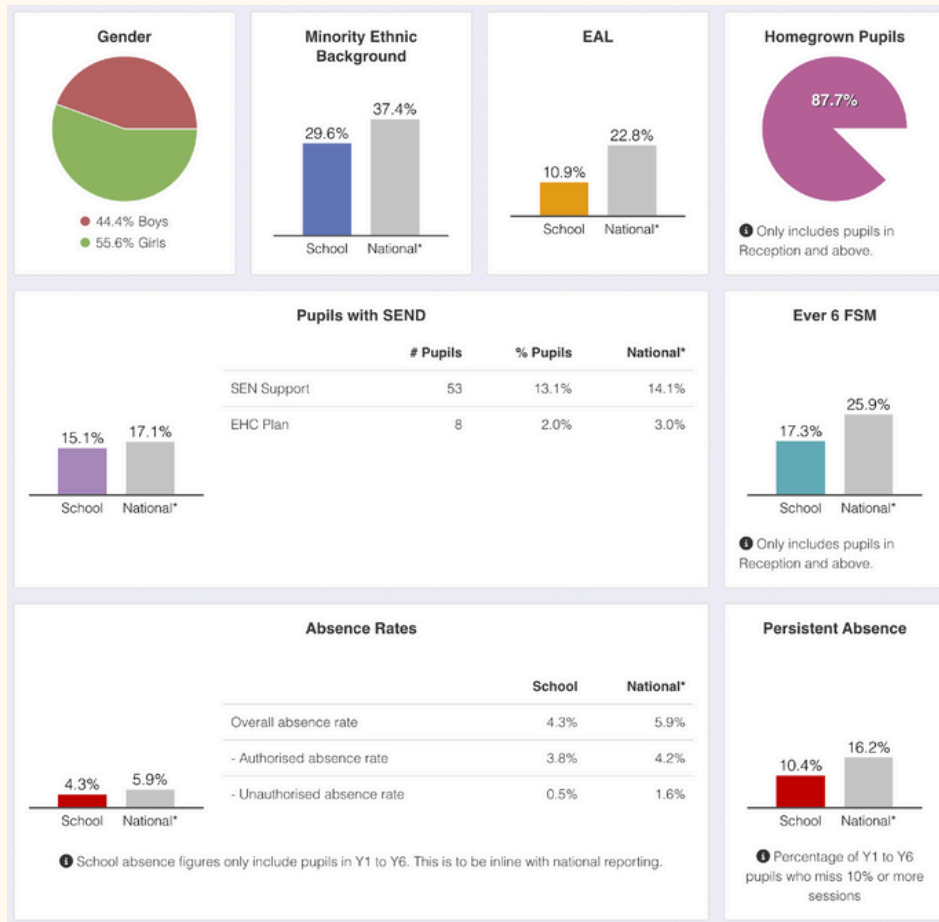 Gender
44.4% Boys
55.6% Girls
Minority Ethnic
Background
29.6%
37.4%
School
National*
EAL
10.9%
22.8%
School
National*
Homegrown Pupils
87.7%
Only includes pupils in
Reception and above.
Pupils with SEND
15.1%
17.1%
School
National*
# Pupils % Pupils National*
SEN Support 53 13.1% 14.1%
EHC Plan 8 2.0% 3.0%
Ever 6 FSM
17.3%
25.9%
School
National*
Only includes pupils in
Reception and above.
Absence Rates
4.3%
5.9%
School
National*
School National*
Overall absence rate 4.3% 5.9%
- Authorised absence rate 3.8% 4.2%
- Unauthorised absence rate 0.5% 1.6%
School absence figures only include pupils in Y1 to Y6. This is to be inline with national reporting.
Persistent Absence
10.4%
16.2%
School
National*
Percentage of Y1 to Y6
pupils who miss 10% or more
sessions